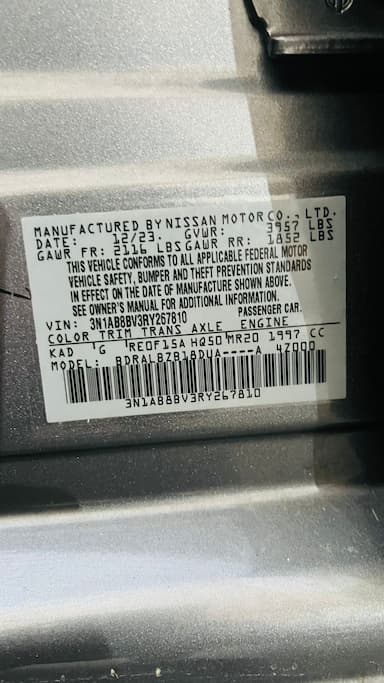 MANUFACTURED BY NISSAN MOTOR CO., LTD.
DATE: 12/23 GVWR: 3957 LBS
GAWR FR: 2116 LBS GAWR RR: 1852 LBS
THIS VEHICLE CONFORMS TO ALL APPLICABLE FEDERAL MOTOR
VEHICLE SAFETY, BUMPER AND THEFT PREVENTION STANDARDS
IN EFFECT ON THE DATE OF MANUFACTURE SHOWN ABOVE.
SEE OWNER'S MANUAL FOR ADDITIONAL INFORMATION.
VIN: 3N1AB8BV3RY267810 PASSENGER CAR.
COLOR TRIM TRANS AXLE ENGINE
KAD G RE0F15A HQ50 MR20 1997 CC
MODEL: BDRALBZB18DUA----A 4Z000
3N1AB8BV3RY267810